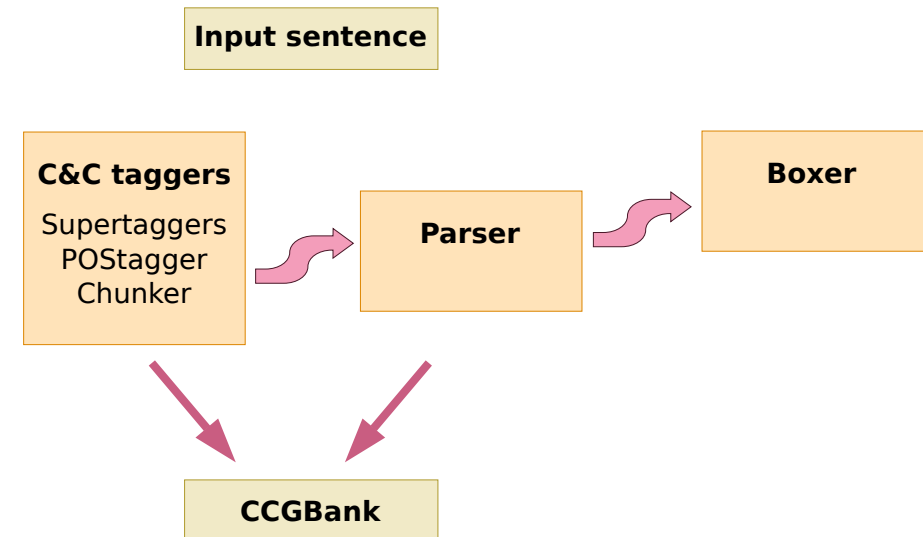 Input sentence
C&C taggers
Supertaggers
POStagger
Chunker
Parser
Boxer
CCGBank